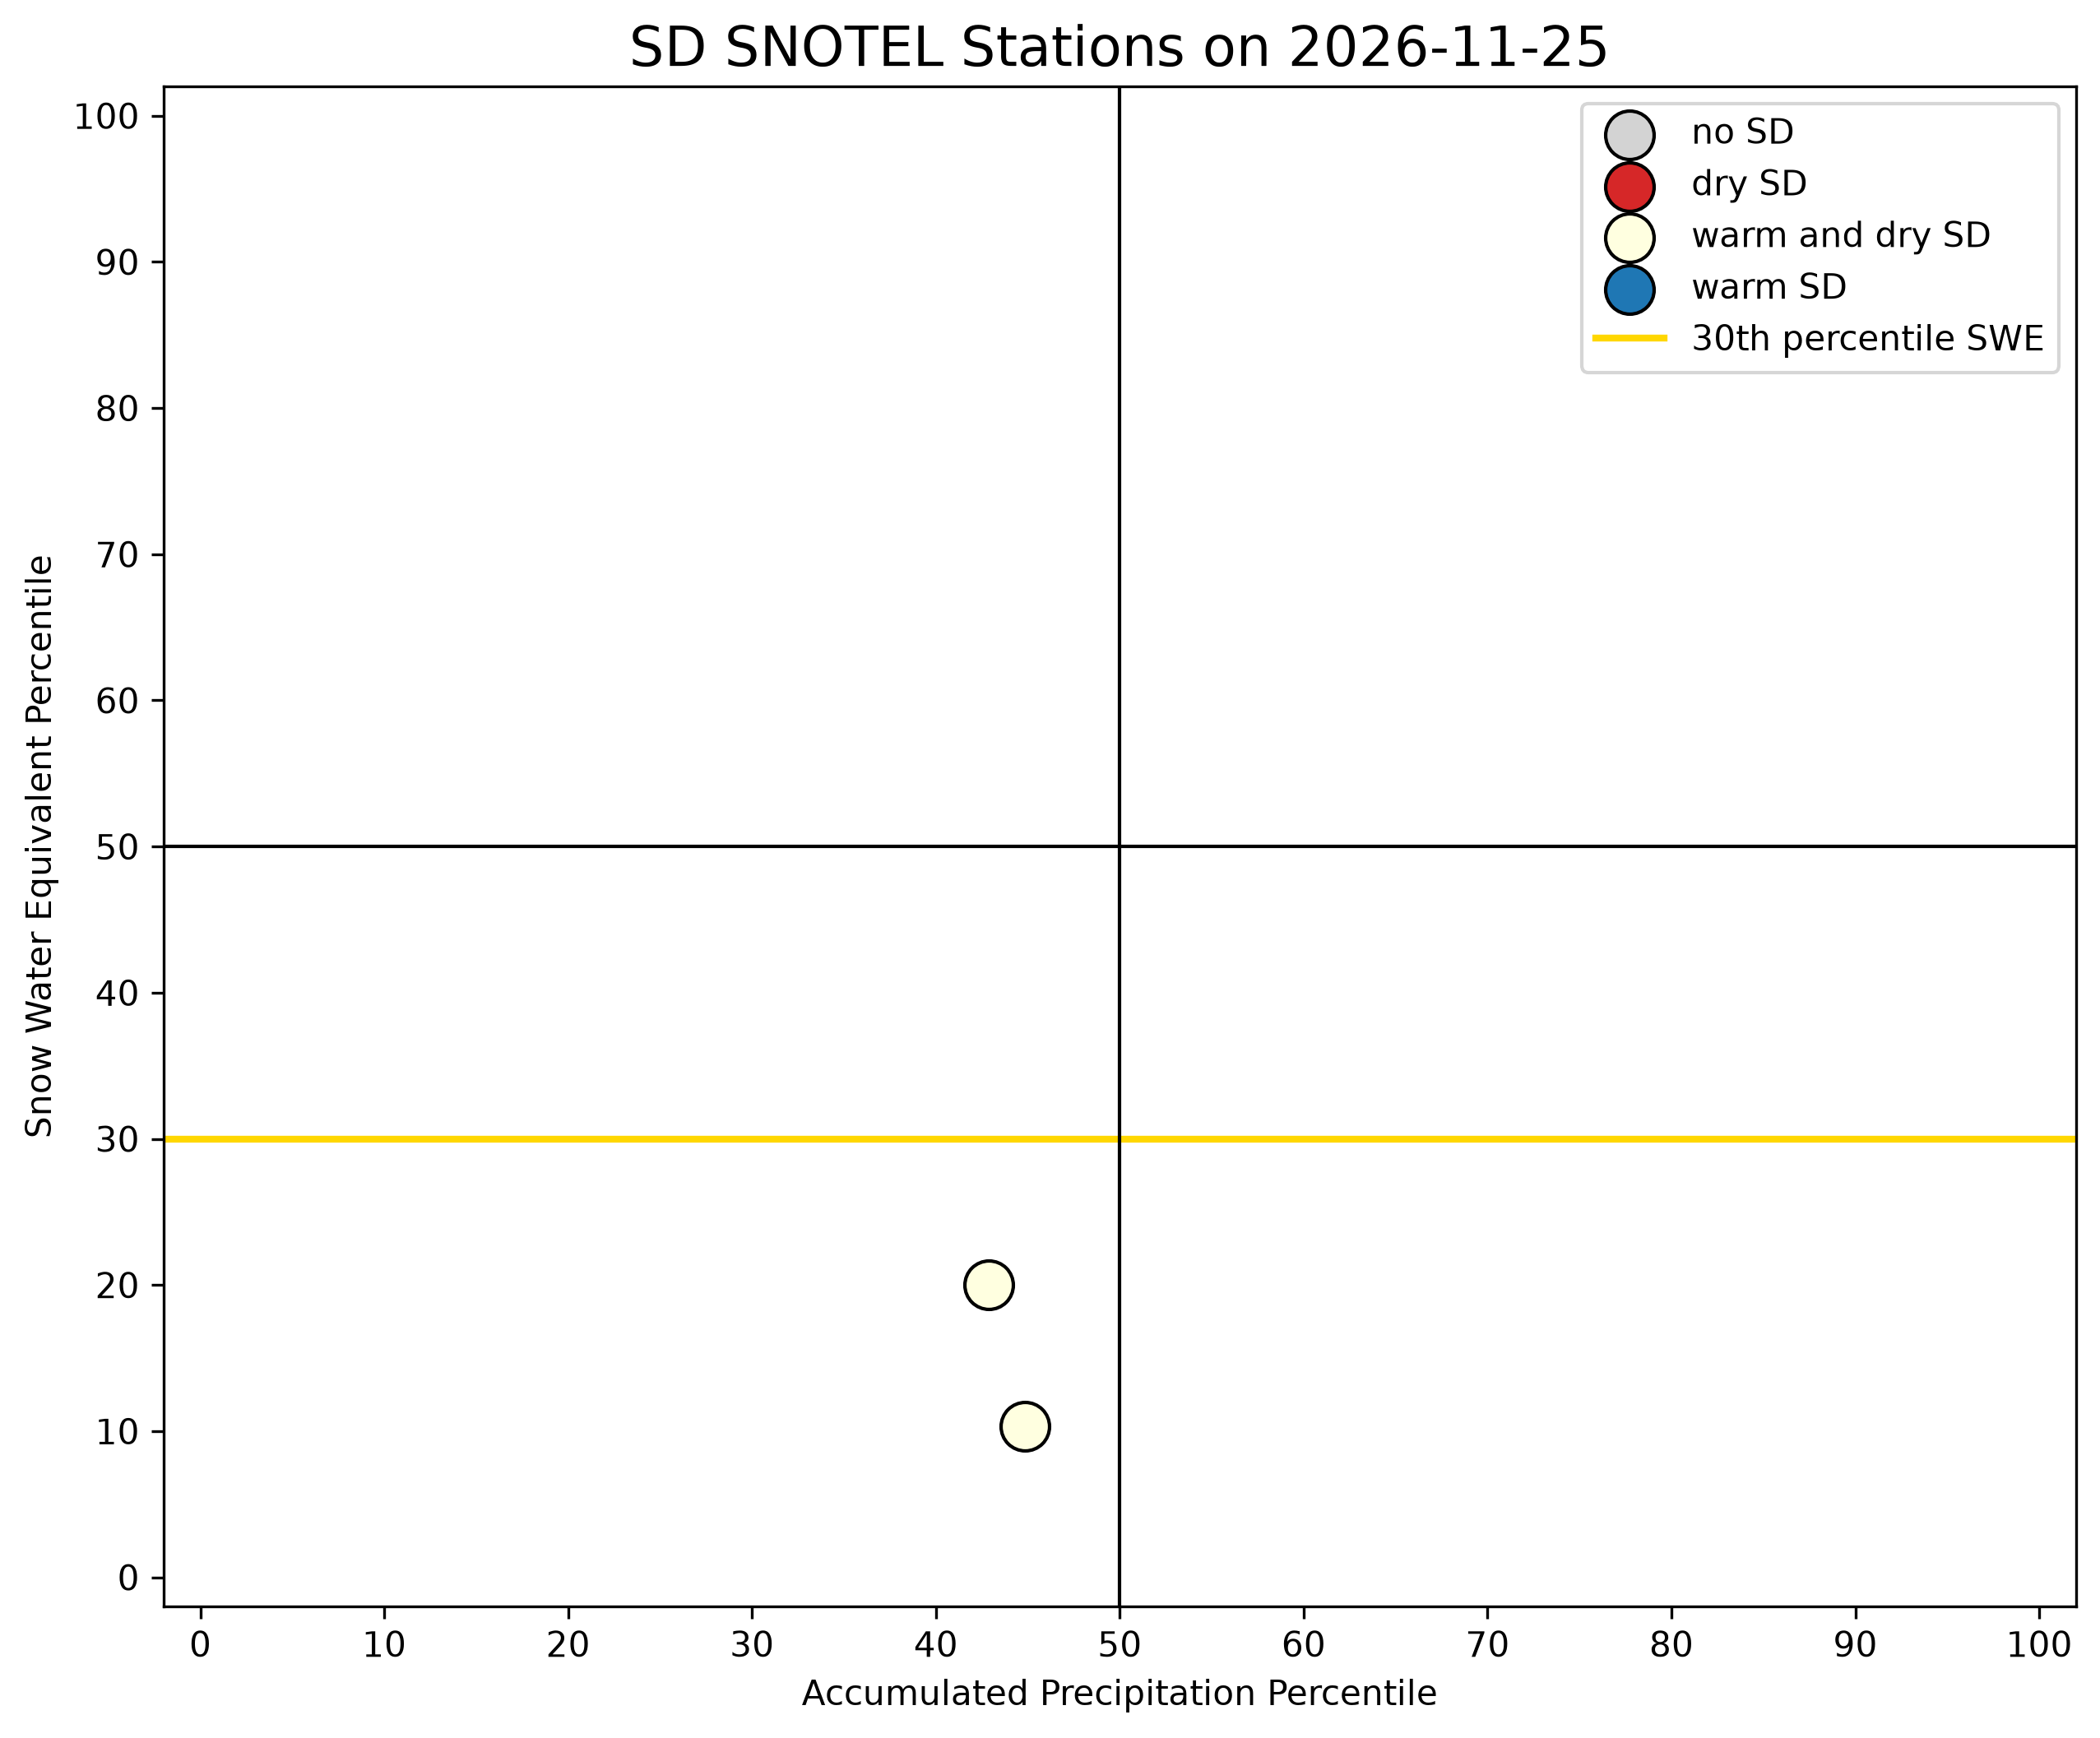 SD SNOTEL Stations on 2026-11-25
100
90
80
70
60
50
40
30
20
10
0
Snow Water Equivalent Percentile
no SD
dry SD
warm and dry SD
warm SD
30th percentile SWE
0 10 20 30 40 50 60 70 80 90 100
Accumulated Precipitation Percentile